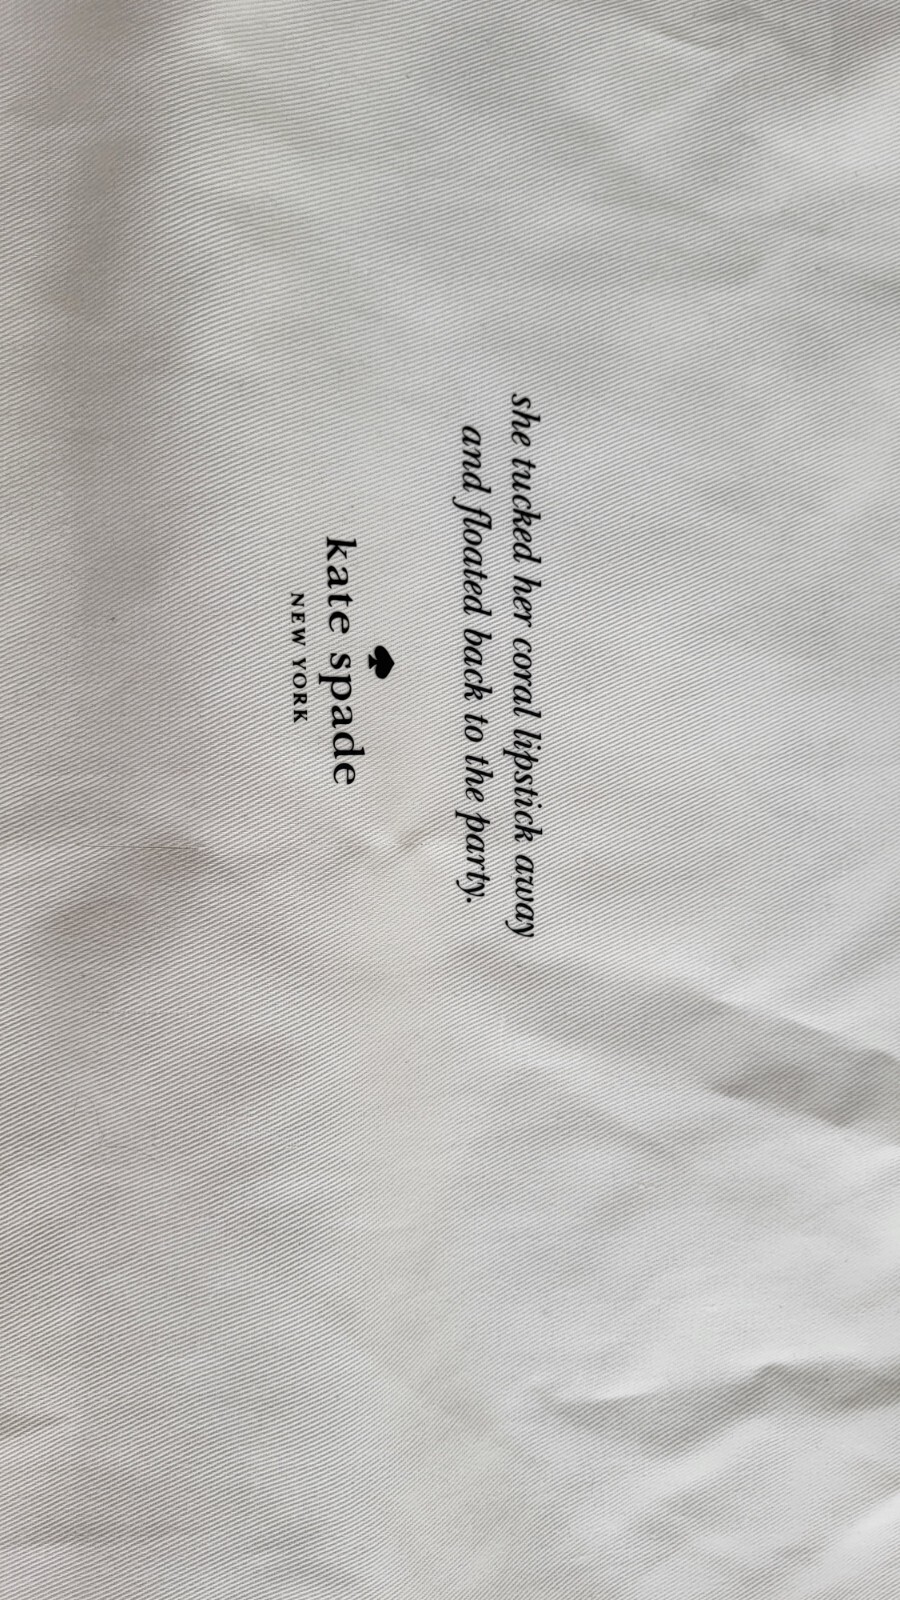 she tucked her coral lipstick away
and floated back to the party.
kate spade
NEW YORK